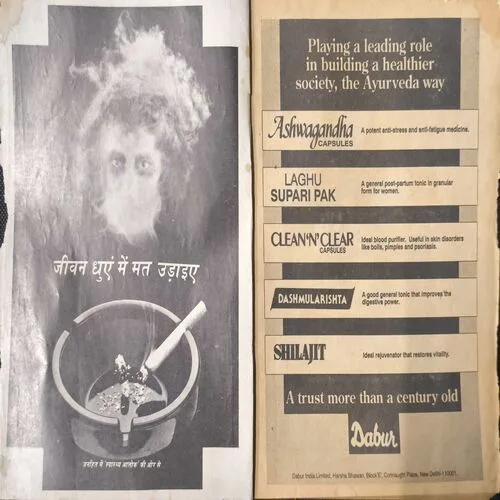 जीवन धुएं में मत उड़ाइए
जनहित में 'स्वास्थ्य आलोक' की ओर से
Playing a leading role
in building a healthier
society, the Ayurveda way
Ashwagandha
CAPSULES
A potent anti-stress and anti-fatigue medicine.
LAGHU
SUPARI PAK
A general post-partum tonic in granular
form for women.
CLEAN'N'CLEAR
CAPSULES
Ideal blood purifier. Useful in skin disorders
like boils, pimples and psoriasis.
DASHMULARISHTA
A good general tonic that improves the
digestive power.
SHILAJIT
Ideal rejuvenator that restores vitality.
A trust more than a century old
Dabur
Dabur India Limited, Harsha Bhawan, Block'E', Connaught Place, New Delhi-110001.